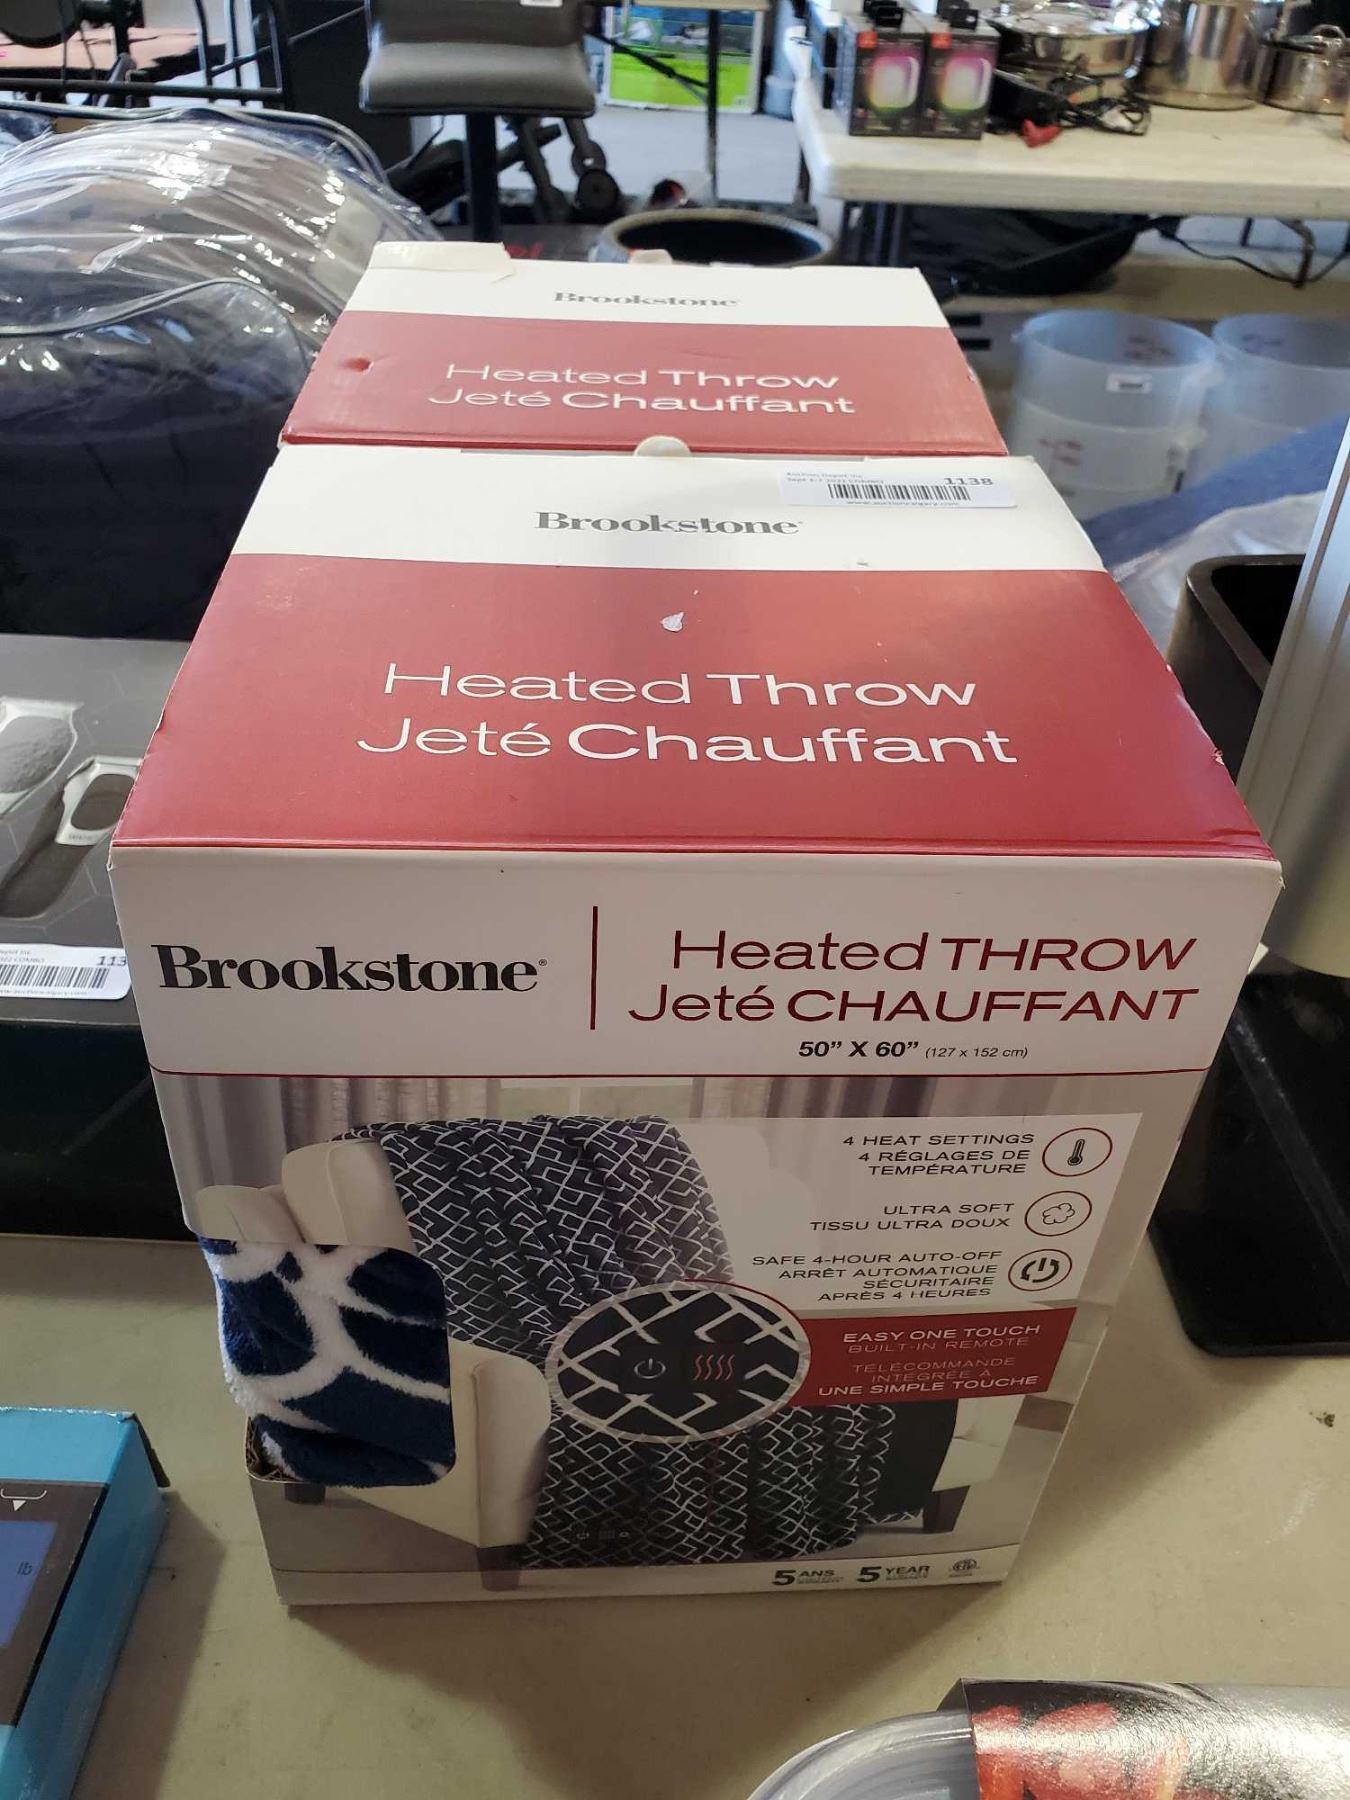 Brookstone
Heated Throw
Jeté Chauffant
1138
Brookstone
Heated Throw
Jeté Chauffant
Brookstone
Heated THROW
Jeté CHAUFFANT
50" X 60" (127 x 152 cm)
4 HEAT SETTINGS
4 RÉGLAGES DE
TEMPÉRATURE
ULTRA SOFT
TISSU ULTRA DOUX
SAFE 4-HOUR AUTO-OFF
ARRÊT AUTOMATIQUE
SÉCURITAIRE
APRÈS 4 HEURES
EASY ONE TOUCH
BUILT-IN REMOTE
TÉLÉCOMMANDE
INTÉGRÉE À
UNE SIMPLE TOUCHE
5 ANS 5 YEAR
113
lb